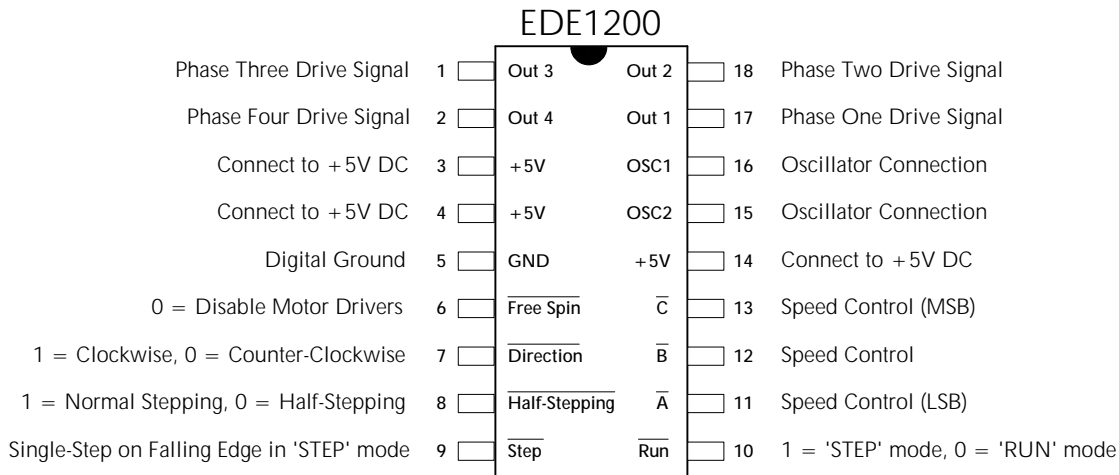 EDE1200
Phase Three Drive Signal 1 Out 3 Out 2 18 Phase Two Drive Signal
Phase Four Drive Signal 2 Out 4 Out 1 17 Phase One Drive Signal
Connect to +5V DC 3 +5V OSC1 16 Oscillator Connection
Connect to +5V DC 4 +5V OSC2 15 Oscillator Connection
Digital Ground 5 GND +5V 14 Connect to +5V DC
0 = Disable Motor Drivers 6 Free Spin C 13 Speed Control (MSB)
1 = Clockwise, 0 = Counter-Clockwise 7 Direction B 12 Speed Control
1 = Normal Stepping, 0 = Half-Stepping 8 Half-Stepping A 11 Speed Control (LSB)
Single-Step on Falling Edge in 'STEP' mode 9 Step Run 10 1 = 'STEP' mode, 0 = 'RUN' mode